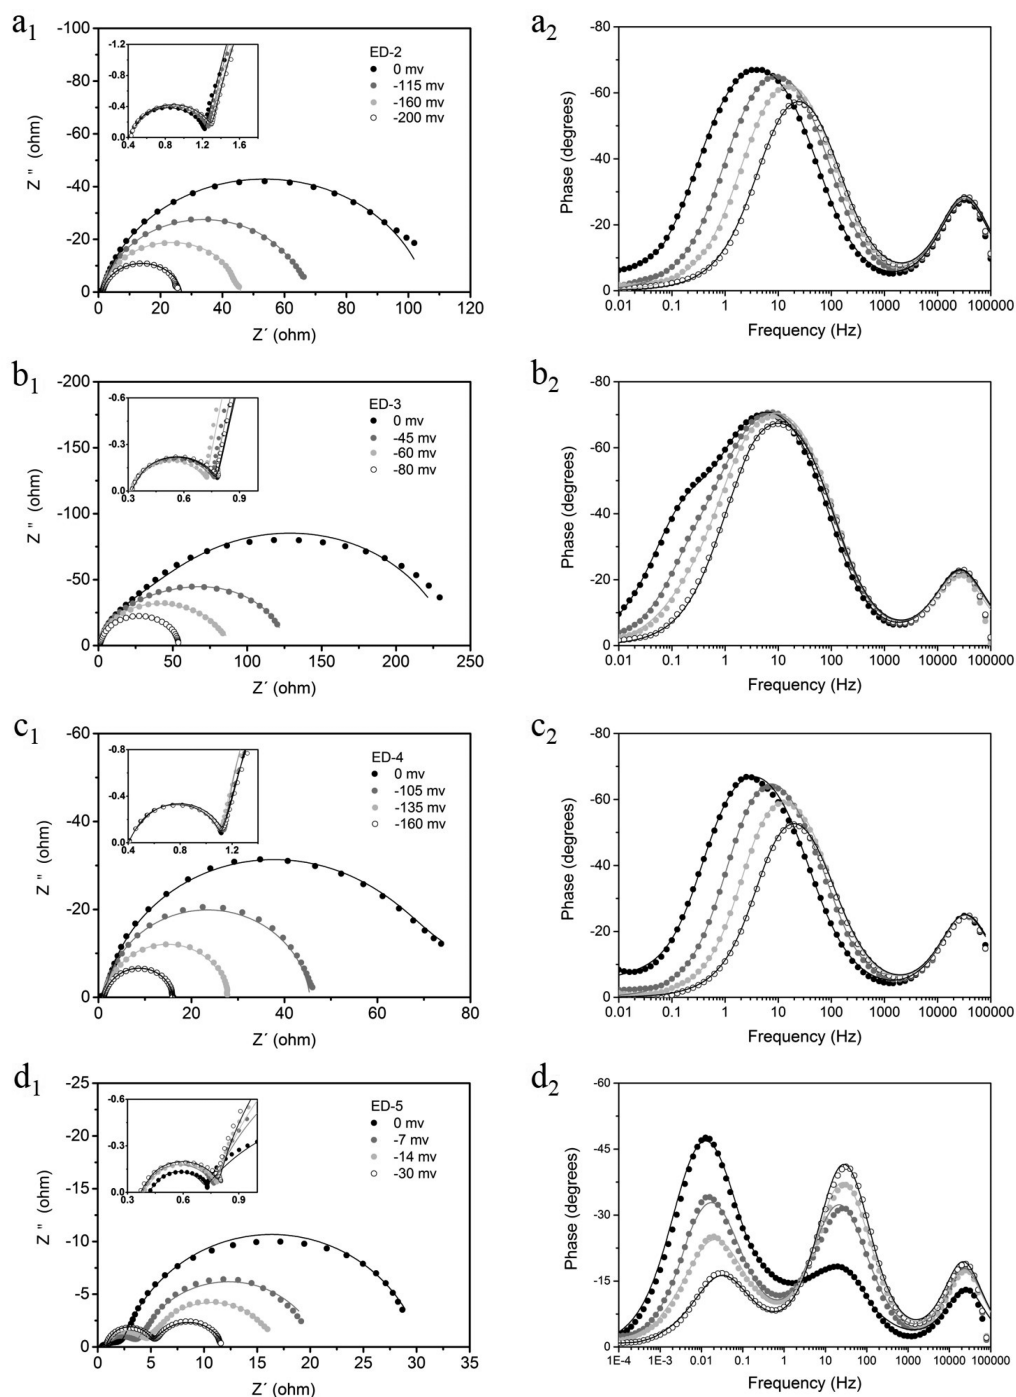 a1
-100
-80
-60
-40
-20
0
Z " (ohm)
0 20 40 60 80 100 120
Z´ (ohm)
-1.2
-0.8
-0.4
0.0
0.4 0.8 1.2 1.6
ED-2
0 mv
-115 mv
-160 mv
-200 mv
a2
-80
-60
-40
-20
0
Phase (degrees)
0.01 0.1 1 10 100 1000 10000 100000
Frequency (Hz)
b1
-200
-175
-150
-125
-100
-75
-50
-25
0
Z " (ohm)
0 50 100 150 200 250
Z´ (ohm)
-0.6
-0.3
0.0
0.3 0.6 0.9
ED-3
0 mv
-45 mv
-60 mv
-80 mv
b2
-80
-60
-40
-20
0
Phase (degrees)
0.01 0.1 1 10 100 1000 10000 100000
Frequency (Hz)
c1
-60
-50
-40
-30
-20
-10
0
Z " (ohm)
0 20 40 60 80
Z´ (ohm)
-0.8
-0.4
0.0
0.4 0.8 1.2
ED-4
0 mv
-105 mv
-135 mv
-160 mv
c2
-80
-60
-40
-20
0
Phase (degrees)
0.01 0.1 1 10 100 1000 10000 100000
Frequency (Hz)
d1
-25
-20
-15
-10
-5
0
Z " (ohm)
0 5 10 15 20 25 30 35
Z´ (ohm)
-0.6
-0.3
0.0
0.3 0.6 0.9
ED-5
0 mv
-7 mv
-14 mv
-30 mv
d2
-60
-45
-30
-15
0
Phase (degrees)
1E-4 1E-3 0.01 0.1 1 10 100 1000 10000 100000
Frequency (Hz)